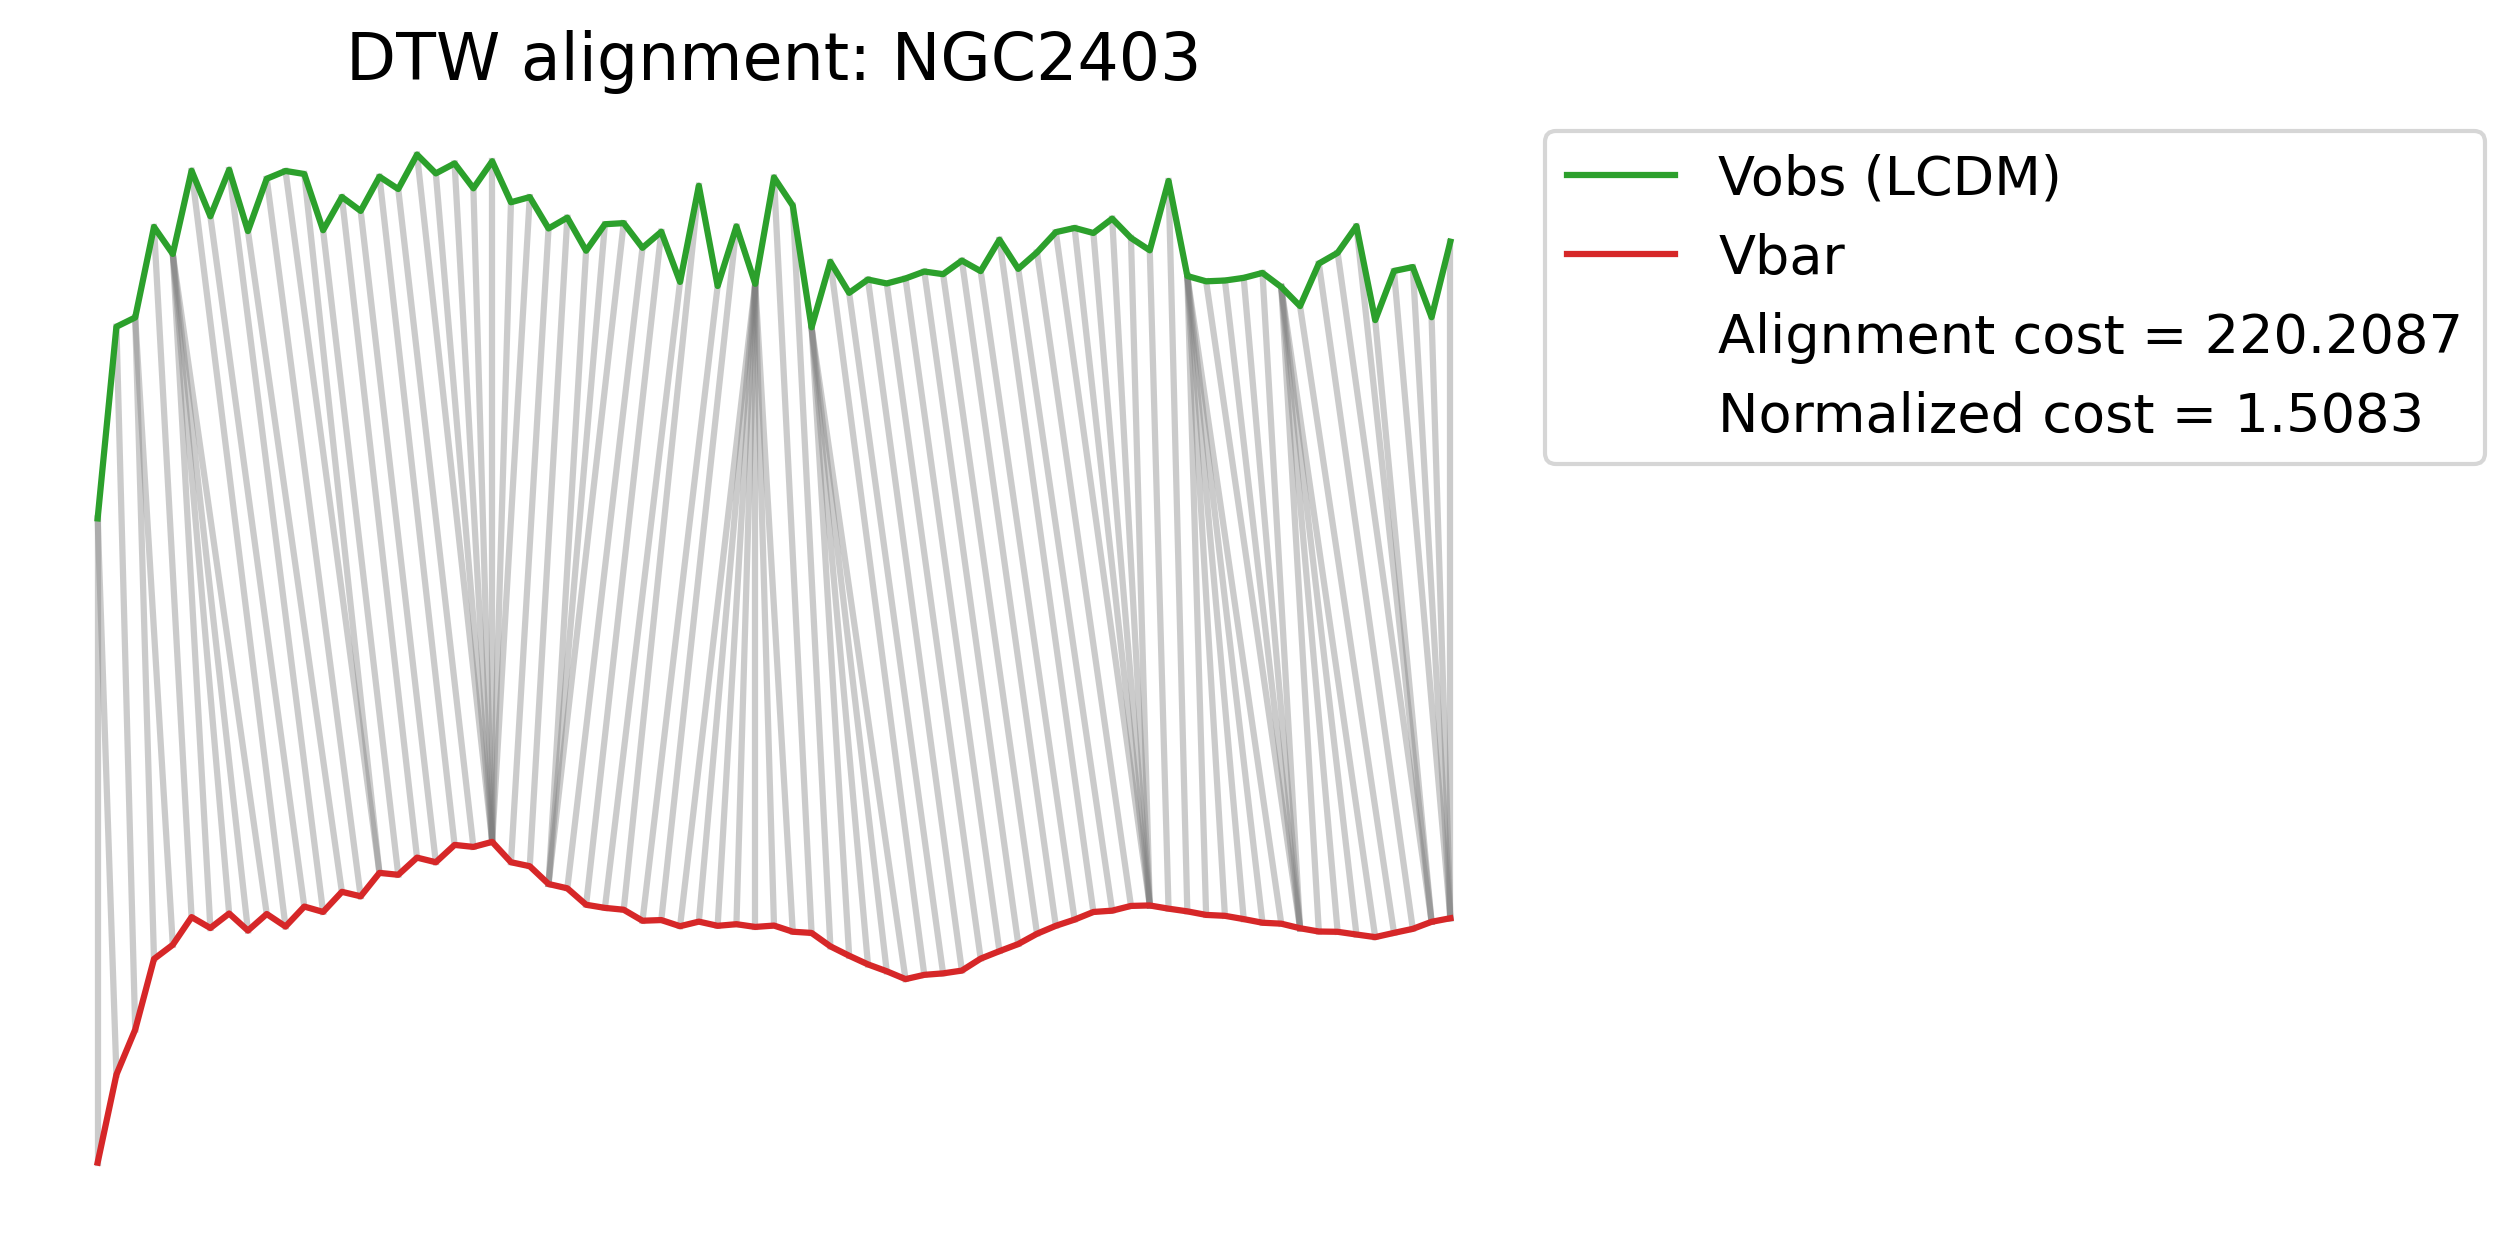 DTW alignment: NGC2403
Vobs (LCDM)
Vbar
Alignment cost = 220.2087
Normalized cost = 1.5083